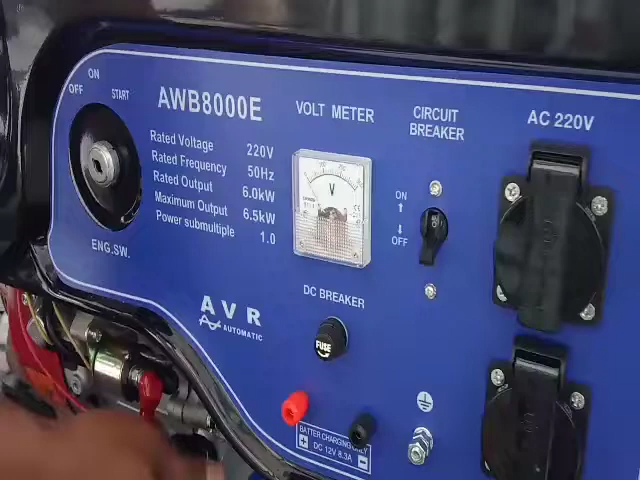 ON
OFF
START
ENG.SW.
AWB8000E
Rated Voltage 220V
Rated Frequency 50Hz
Rated Output 6.0kW
Maximum Output 6.5kW
Power submultiple 1.0
AVR
AUTOMATIC
VOLT METER
V
DC BREAKER
FUSE
BATTER CHARGING ONLY
DC 12V 8.3A
CIRCUIT
BREAKER
ON
OFF
AC 220V